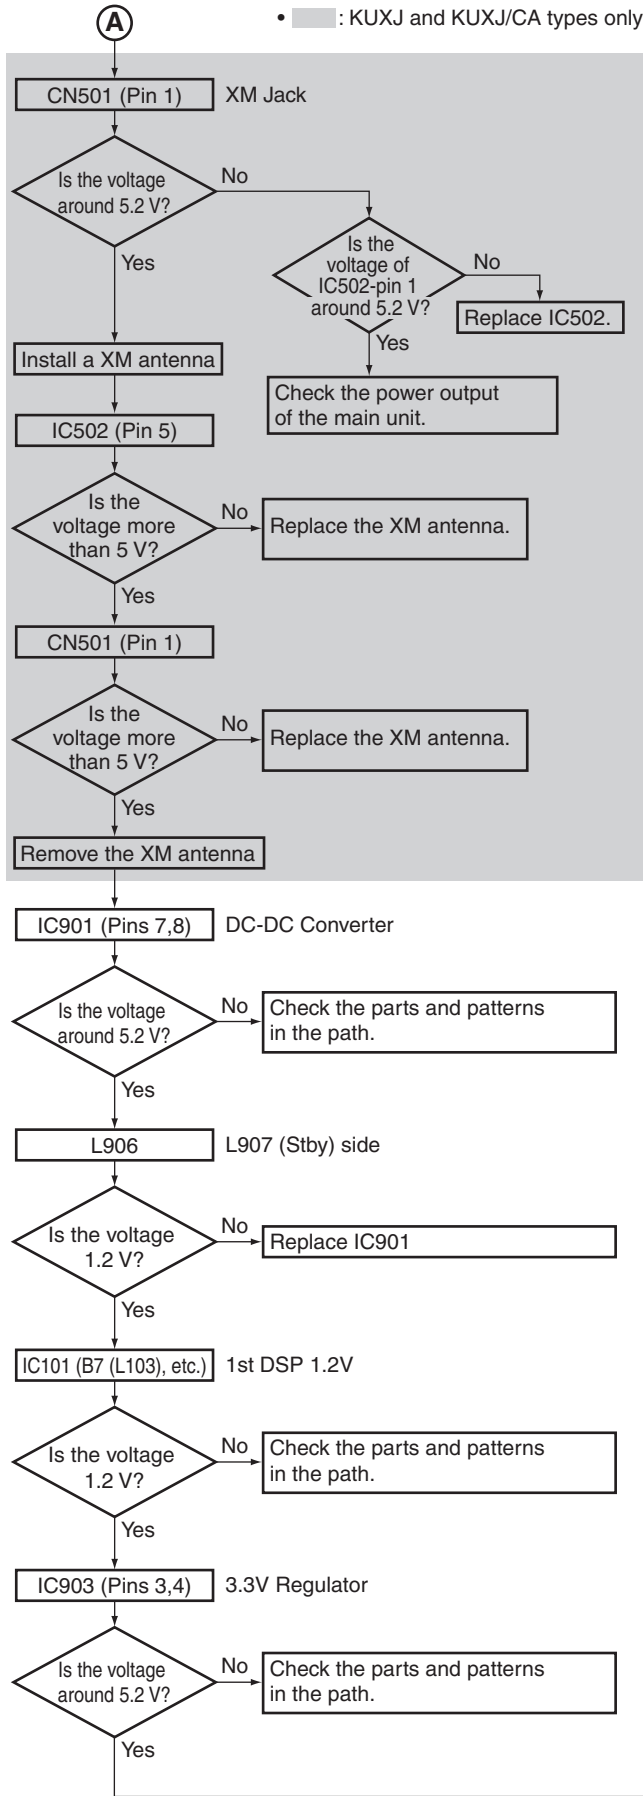 A
• : KUXJ and KUXJ/CA types only
CN501 (Pin 1)
XM Jack
Is the voltage
around 5.2 V?
No
Yes
Is the
voltage of
IC502-pin 1
around 5.2 V?
No
Replace IC502.
Yes
Check the power output
of the main unit.
Install a XM antenna
IC502 (Pin 5)
Is the
voltage more
than 5 V?
No
Replace the XM antenna.
Yes
CN501 (Pin 1)
Is the
voltage more
than 5 V?
No
Replace the XM antenna.
Yes
Remove the XM antenna
IC901 (Pins 7,8)
DC-DC Converter
Is the voltage
around 5.2 V?
No
Check the parts and patterns
in the path.
Yes
L906
L907 (Stby) side
Is the voltage
1.2 V?
No
Replace IC901
Yes
IC101 (B7 (L103), etc.)
1st DSP 1.2V
Is the voltage
1.2 V?
No
Check the parts and patterns
in the path.
Yes
IC903 (Pins 3,4)
3.3V Regulator
Is the voltage
around 5.2 V?
No
Check the parts and patterns
in the path.
Yes